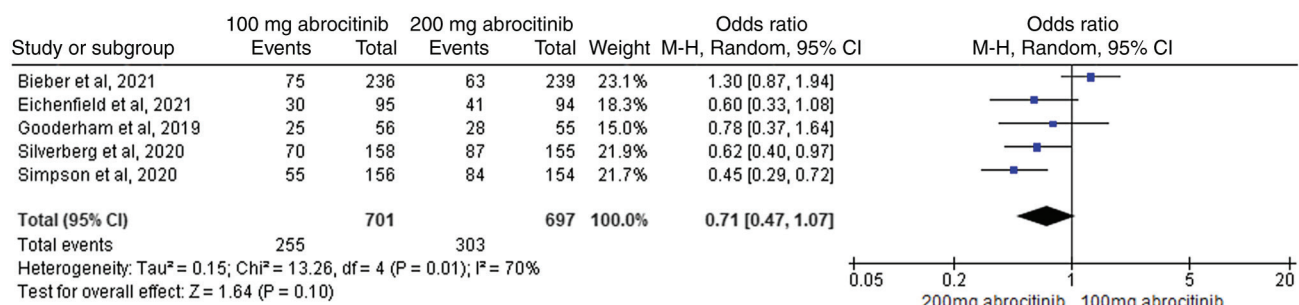 100 mg abrocitinib 200 mg abrocitinib Odds ratio Odds ratio
Study or subgroup Events Total Events Total Weight M-H, Random, 95% CI M-H, Random, 95% CI
Bieber et al, 2021 75 236 63 239 23.1% 1.30 [0.87, 1.94]
Eichenfield et al, 2021 30 95 41 94 18.3% 0.60 [0.33, 1.08]
Gooderham et al, 2019 25 56 28 55 15.0% 0.78 [0.37, 1.64]
Silverberg et al, 2020 70 158 87 155 21.9% 0.62 [0.40, 0.97]
Simpson et al, 2020 55 156 84 154 21.7% 0.45 [0.29, 0.72]
Total (95% CI) 701 697 100.0% 0.71 [0.47, 1.07]
Total events 255 303
Heterogeneity: Tau² = 0.15; Chi² = 13.26, df = 4 (P = 0.01); I² = 70%
Test for overall effect: Z = 1.64 (P = 0.10)
0.05 0.2 1 5 20
200mg abrocitinib 100mg abrocitinib